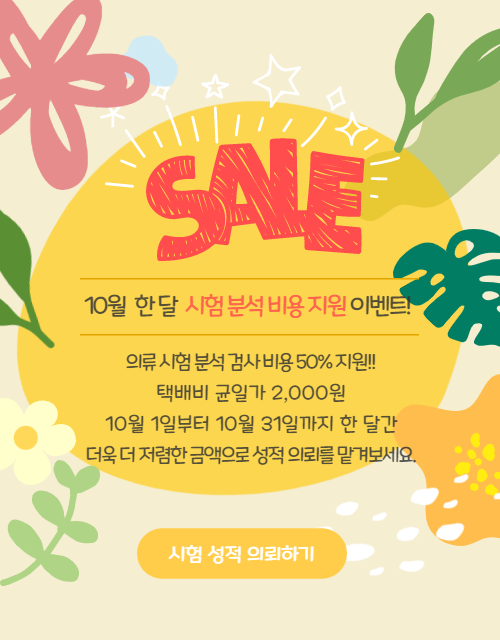 SALE
10월 한달 시험 분석 비용 지원 이벤트!
의류 시험 분석 검사 비용 50% 지원!!
택배비 균일가 2,000원
10월 1일부터 10월 31일까지 한 달간
더욱 더 저렴한 금액으로 성적 의뢰를 맡겨보세요.
시험 성적 의뢰하기